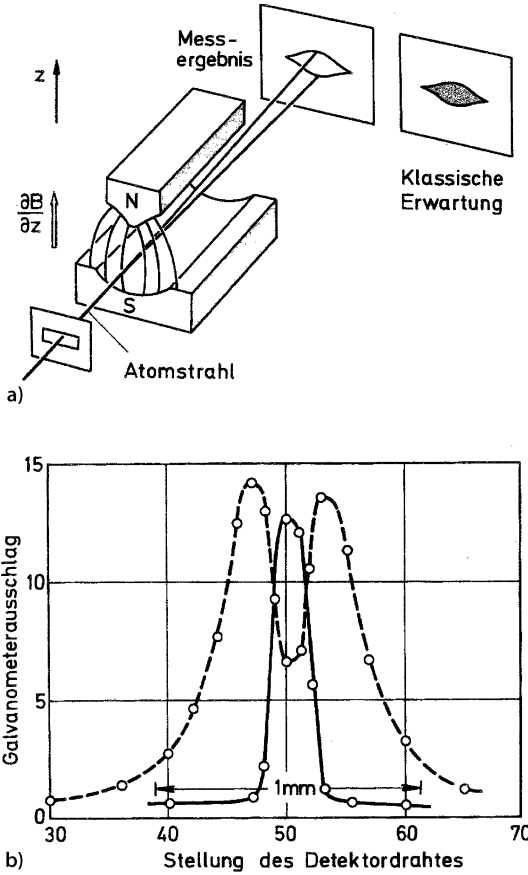 Mess-
ergebnis
z
Klassische
Erwartung
N
∂B
∂z
S
Atomstrahl
a)
15
10
5
0
Galvanometerausschlag
1mm
30 40 50 60 70
b) Stellung des Detektordrahtes